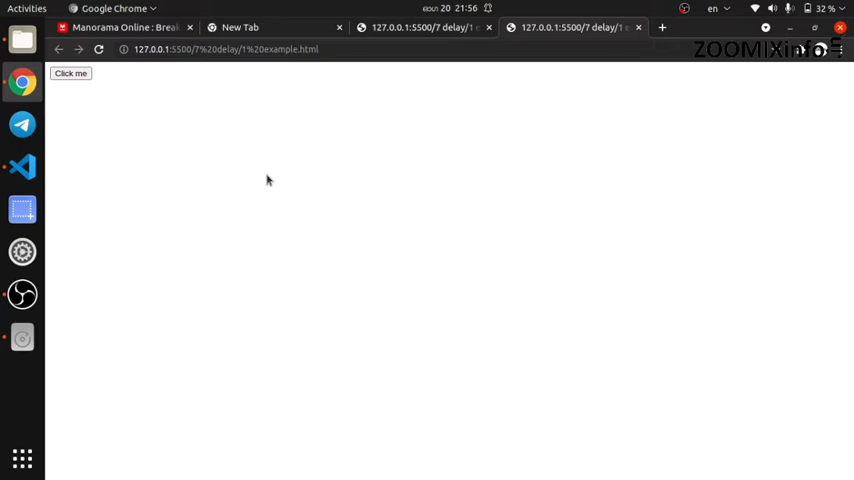 Activities
Google Chrome
20 21:56
en
32 %
Manorama Online : Break
New Tab
127.0.0.1:5500/7 delay/1 e
127.0.0.1:5500/7 delay/1 e
127.0.0.1:5500/7%20delay/1%20example.html
ZOOMIXinfo
Click me